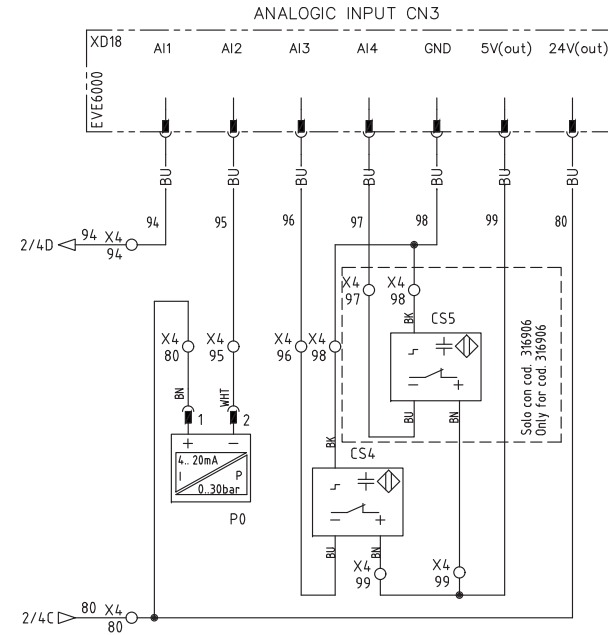 ANALOGIC INPUT CN3
XD18 AI1 AI2 AI3 AI4 GND 5V(out) 24V(out)
EVE6000
BU BU BU BU BU BU BU
94 95 96 97 98 99 80
2/4D 94 X4
94
X4 X4
97 98
BK CS5
X4 X4 X4 X4
80 95 96 98
Solo con cod. 316906
Only for cod. 316906
BN WHT
BU BN
1 2
+ −
4.. 20mA
I P
0..30bar
P0
BK
CS4
− +
− +
BU BN
X4 X4
99 99
2/4C 80 X4
80